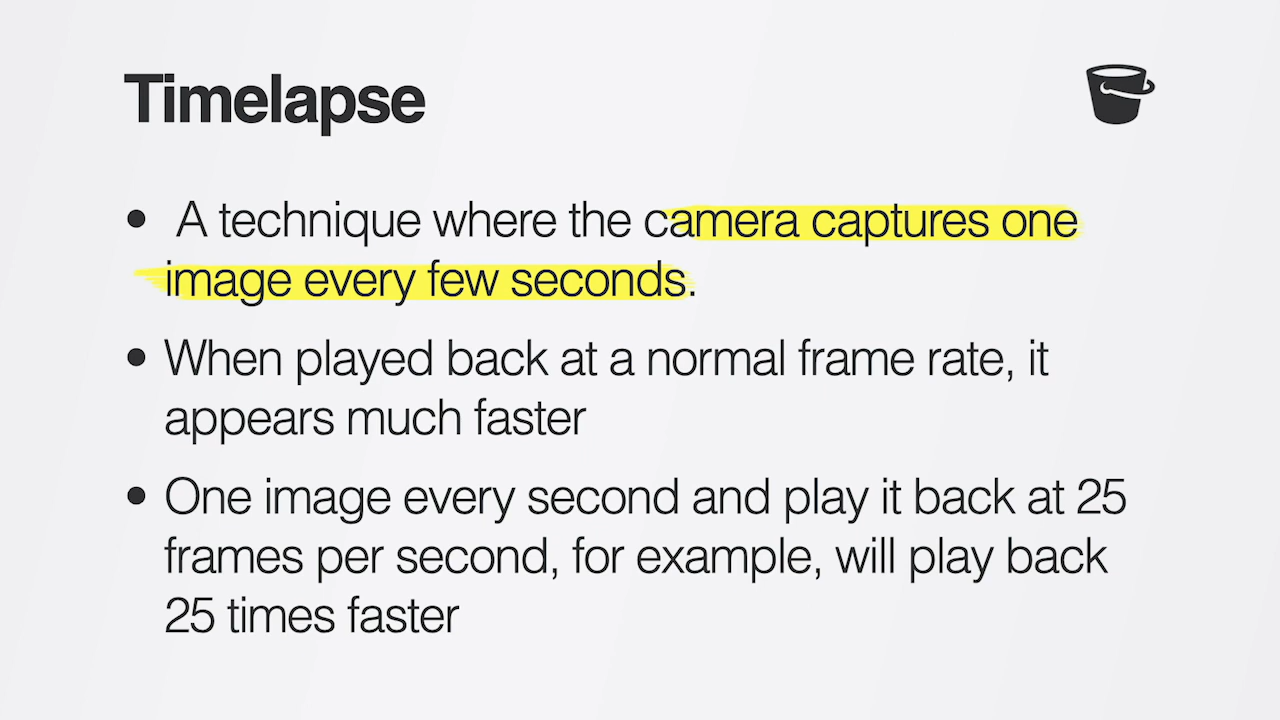 Timelapse
• A technique where the camera captures one
image every few seconds.
• When played back at a normal frame rate, it
appears much faster
• One image every second and play it back at 25
frames per second, for example, will play back
25 times faster